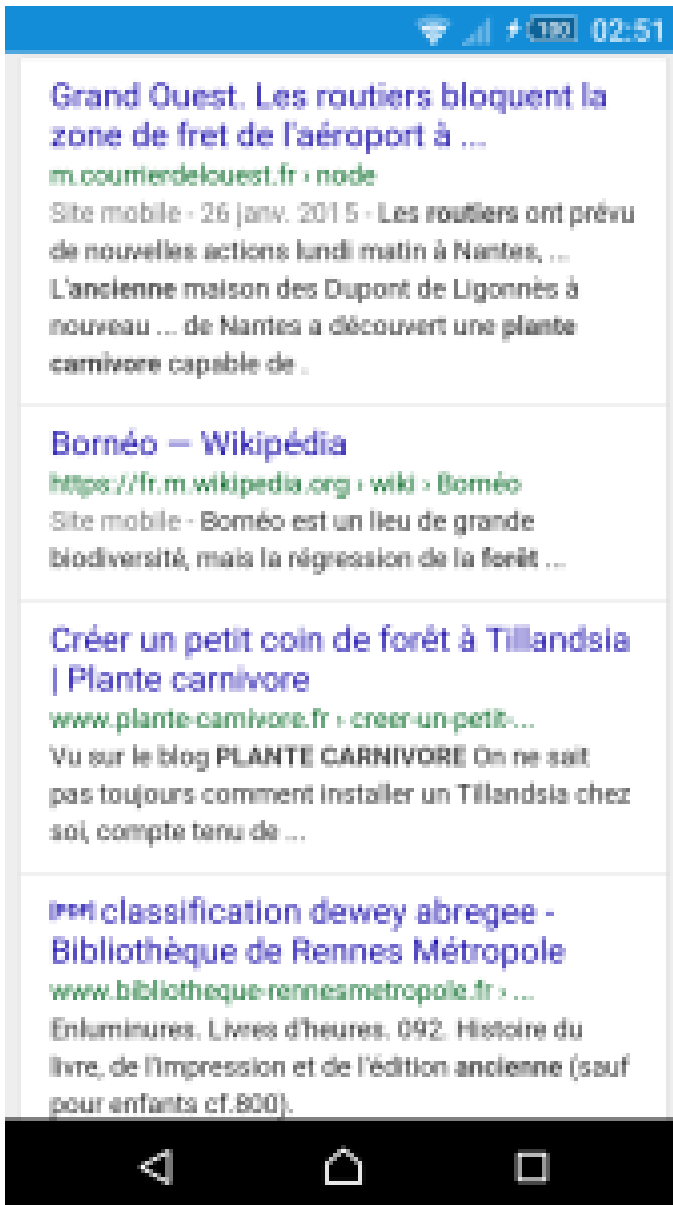 100 02:51
Grand Ouest. Les routiers bloquent la
zone de fret de l'aéroport à ...
m.courrierdelouest.fr › node
Site mobile - 26 janv. 2015 - Les routiers ont prévu
de nouvelles actions lundi matin à Nantes, ...
L'ancienne maison des Dupont de Ligonnès à
nouveau ... de Nantes a découvert une plante
carnivore capable de .
Bornéo — Wikipédia
https://fr.m.wikipedia.org › wiki › Bornéo
Site mobile - Bornéo est un lieu de grande
biodiversité, mais la régression de la forêt ...
Créer un petit coin de forêt à Tillandsia
| Plante carnivore
www.plante-carnivore.fr › creer-un-petit-...
Vu sur le blog PLANTE CARNIVORE On ne sait
pas toujours comment installer un Tillandsia chez
soi, compte tenu de ...
[PDF] classification dewey abregee -
Bibliothèque de Rennes Métropole
www.bibliotheque-rennesmetropole.fr › ...
Enluminures. Livres d'heures. 092. Histoire du
livre, de l'impression et de l'édition ancienne (sauf
pour enfants cf.800).